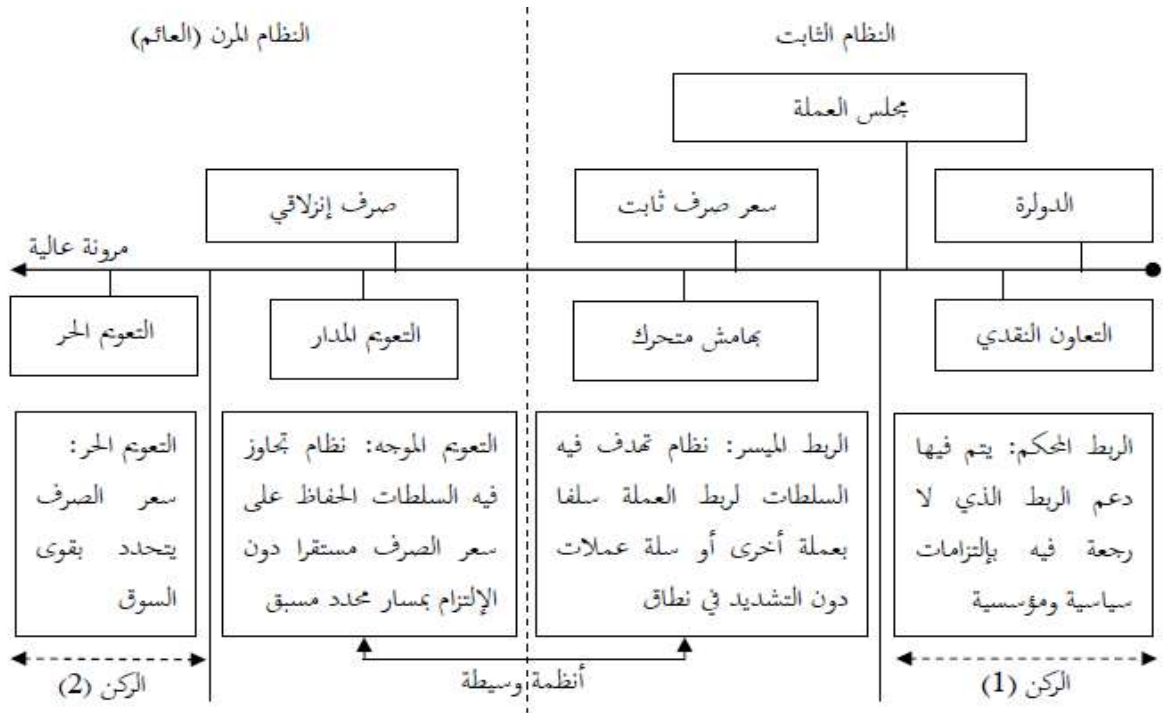 النظام الثابت
النظام المرن (العائم)
مجلس العملة
الدولرة
سعر صرف ثابت
صرف إنزلاقي
مرونة عالية
التعاون النقدي
بهامش متحرك
التعويم المدار
التعويم الحر
الربط المحكم: يتم فيها
دعم الربط الذي لا
رجعة فيه بإلتزامات
سياسية ومؤسسية
الربط الميسر: نظام تهدف فيه
السلطات لربط العملة سلفا
بعملة أخرى أو سلة عملات
دون التشديد في نطاق
التعويم الموجه: نظام تجاوز
فيه السلطات الحفاظ على
سعر الصرف مستقرا دون
الإلتزام بمسار محدد مسبق
التعويم الحر:
سعر الصرف
يتحدد بقوى
السوق
الركن (1)
أنظمة وسيطة
الركن (2)